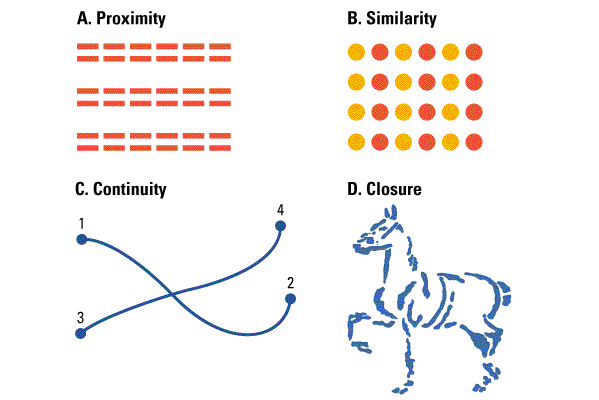 A. Proximity
B. Similarity
C. Continuity
D. Closure
1
4
2
3